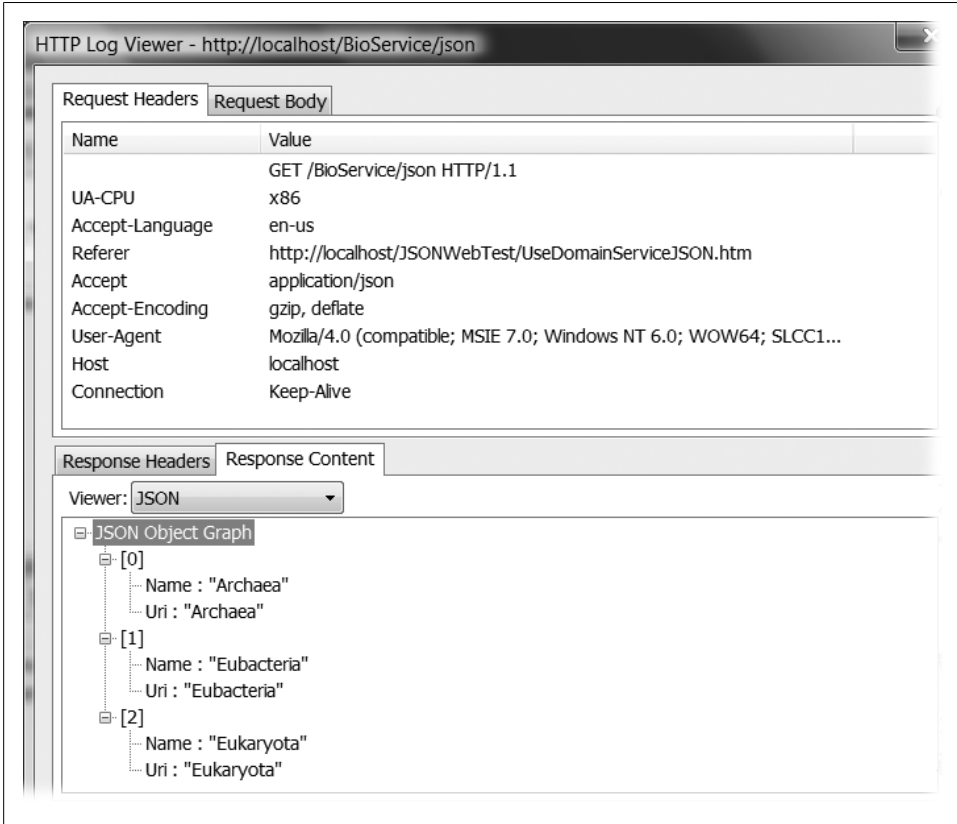 HTTP Log Viewer - http://localhost/BioService/json
Request Headers Request Body
Name Value
GET /BioService/json HTTP/1.1
UA-CPU x86
Accept-Language en-us
Referer http://localhost/JSONWebTest/UseDomainServiceJSON.htm
Accept application/json
Accept-Encoding gzip, deflate
User-Agent Mozilla/4.0 (compatible; MSIE 7.0; Windows NT 6.0; WOW64; SLCC1...
Host localhost
Connection Keep-Alive
Response Headers Response Content
Viewer: JSON
JSON Object Graph
[0]
Name : "Archaea"
Uri : "Archaea"
[1]
Name : "Eubacteria"
Uri : "Eubacteria"
[2]
Name : "Eukaryota"
Uri : "Eukaryota"